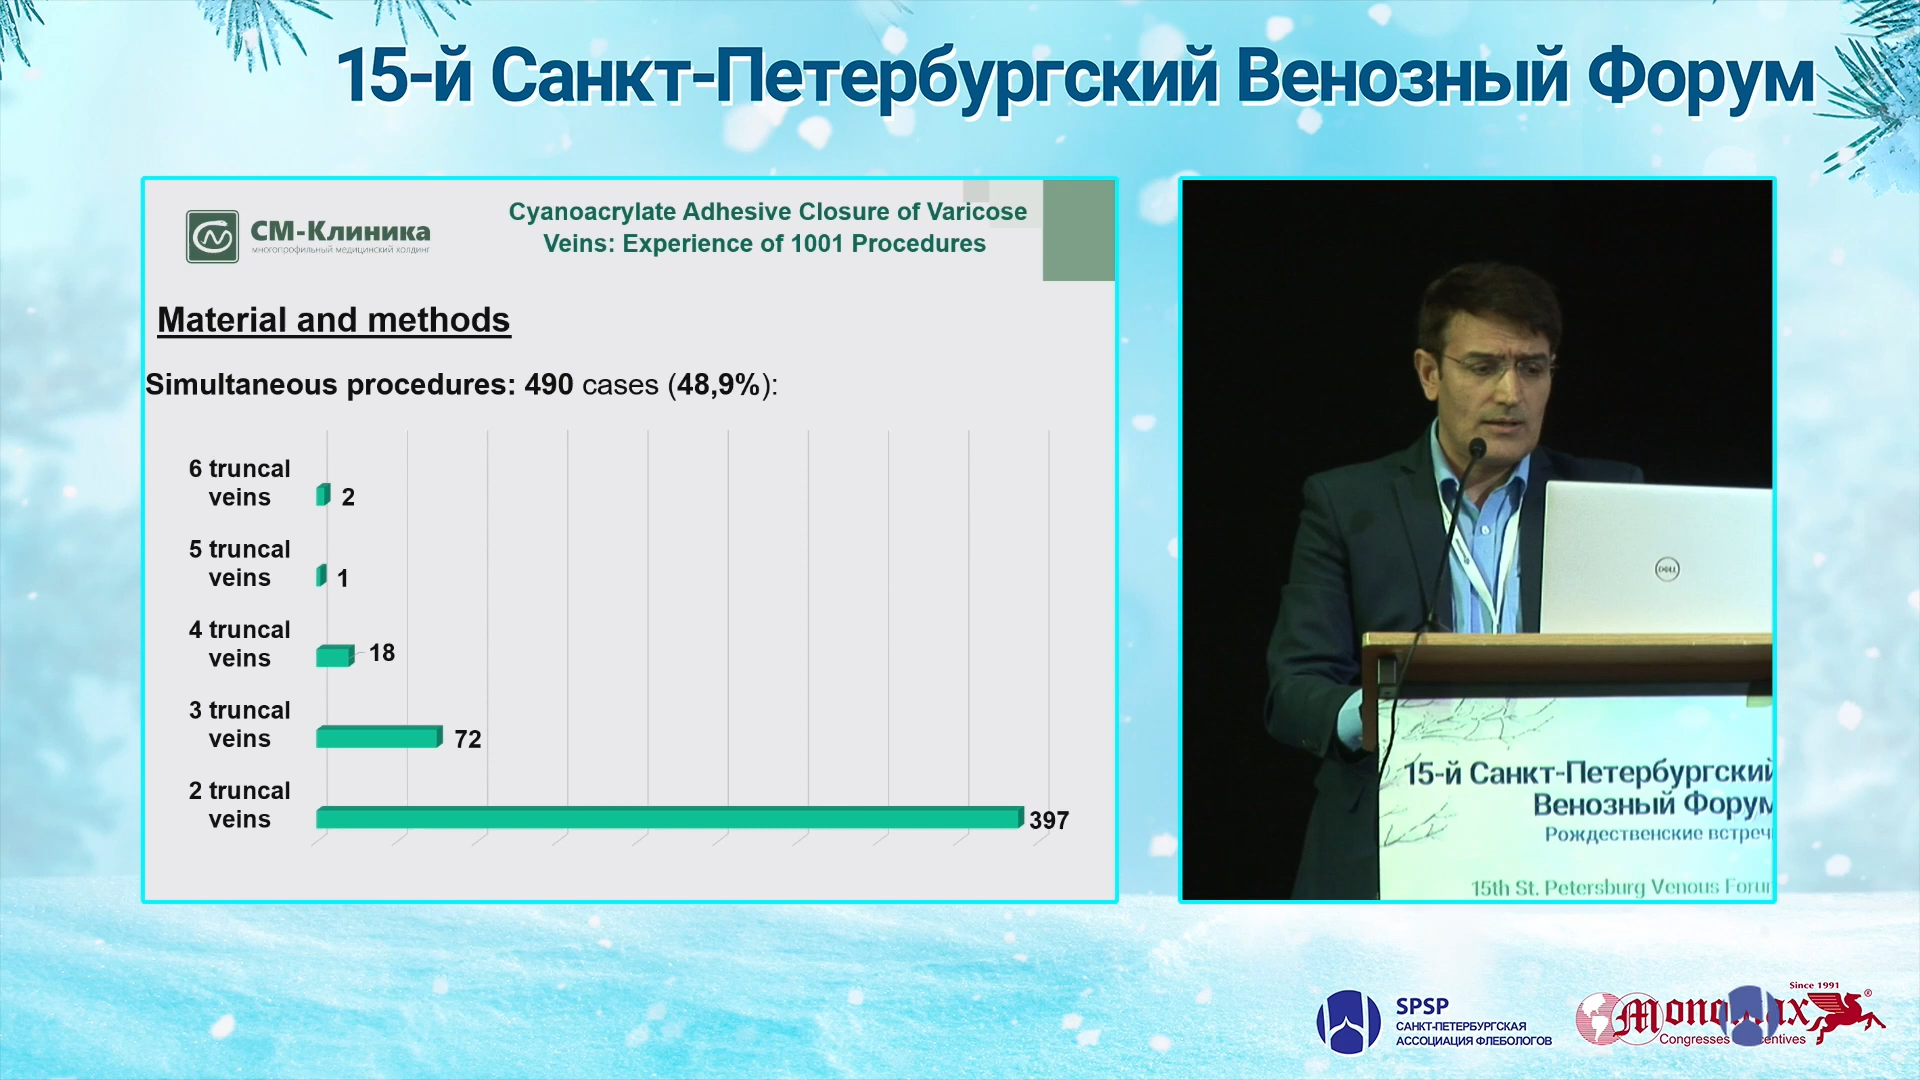 15-й Санкт-Петербургский Венозный Форум
СМ-Клиника
многопрофильный медицинский холдинг
Cyanoacrylate Adhesive Closure of Varicose
Veins: Experience of 1001 Procedures
Material and methods
Simultaneous procedures: 490 cases (48,9%):
6 truncal
veins
2
5 truncal
veins
1
4 truncal
veins
18
3 truncal
veins
72
2 truncal
veins
397
DELL
15-й Санкт-Петербургский
Венозный Форум
Рождественские встречи
15th St. Petersburg Venous Forum
SPSP
САНКТ-ПЕТЕРБУРГСКАЯ
АССОЦИАЦИЯ ФЛЕБОЛОГОВ
Since 1991
®
Congresses